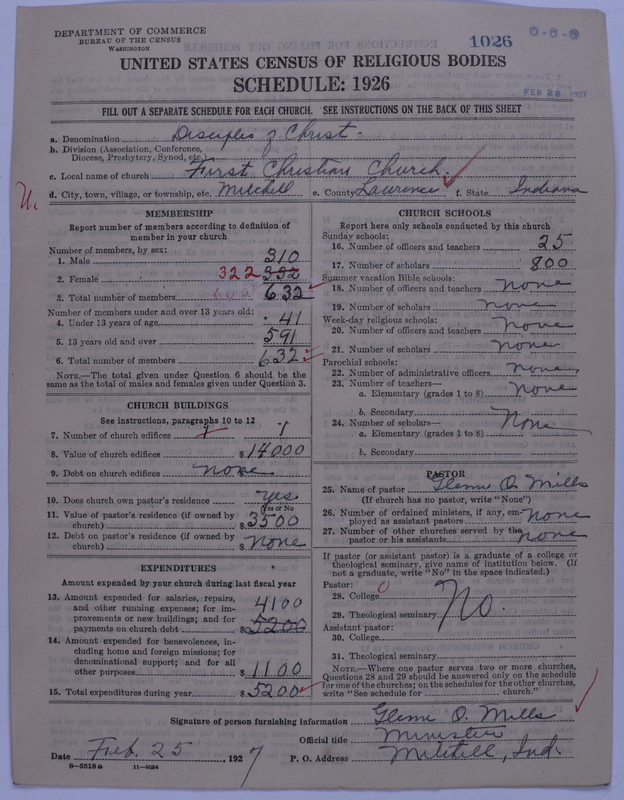 DEPARTMENT OF COMMERCE
BUREAU OF THE CENSUS
WASHINGTON
1026
0-8-8
UNITED STATES CENSUS OF RELIGIOUS BODIES
SCHEDULE: 1926
FEB 28 1927
FILL OUT A SEPARATE SCHEDULE FOR EACH CHURCH. SEE INSTRUCTIONS ON THE BACK OF THIS SHEET
a. Denomination Disciples of Christ
b. Division (Association, Conference,
Diocese, Presbytery, Synod, etc.)
c. Local name of church First Christian Church.
d. City, town, village, or township, etc. Mitchell e. County Lawrence f. State Indiana
MEMBERSHIP
Report number of members according to definition of
member in your church
Number of members, by sex:
1. Male 310
2. Female 322 332
3. Total number of members 632
Number of members under and over 13 years old:
4. Under 13 years of age 41
5. 13 years old and over 591
6. Total number of members 632
NOTE.—The total given under Question 6 should be
same as the total of males and females given under Question 3.
CHURCH BUILDINGS
See instructions, paragraphs 10 to 12
7. Number of church edifices 1 1
8. Value of church edifices $ 14000
9. Debt on church edifices none
10. Does church own pastor's residence yes
(Yes or No)
11. Value of pastor's residence (if owned by
church) $ 3500
12. Debt on pastor's residence (if owned by
church) $ None
EXPENDITURES
Amount expended by your church during last fiscal year
13. Amount expended for salaries, repairs,
and other running expenses; for im-
provements or new buildings; and for
payments on church debt 4100 $ 5200
14. Amount expended for benevolences, in-
cluding home and foreign missions; for
denominational support; and for all
other purposes $ 1100
15. Total expenditures during year $ 5200
CHURCH SCHOOLS
Report here only schools conducted by this church
Sunday schools:
16. Number of officers and teachers 25
17. Number of scholars 800
Summer vacation Bible schools:
18. Number of officers and teachers none
19. Number of scholars none
Week-day religious schools:
20. Number of officers and teachers None
21. Number of scholars none
Parochial schools:
22. Number of administrative officers none
23. Number of teachers—
a. Elementary (grades 1 to 8) None
b. Secondary
24. Number of scholars—
a. Elementary (grades 1 to 8) None
b. Secondary
PASTOR
25. Name of pastor Glenn O. Mills
(If church has no pastor, write "None")
26. Number of ordained ministers, if any, em-
ployed as assistant pastors none
27. Number of other churches served by the
pastor or his assistants none
If pastor (or assistant pastor) is a graduate of a college or
theological seminary, give name of institution below. (If
not a graduate, write "No" in the space indicated.)
Pastor: 0
28. College
29. Theological seminary No.
Assistant pastor:
30. College
31. Theological seminary
NOTE.—Where one pastor serves two or more churches,
Questions 28 and 29 should be answered only on the schedule
for one of the churches; on the schedules for the other churches,
write "See schedule for church."
Signature of person furnishing information Glenn O. Mills
Official title Minister
Date Feb. 25, 1927 P. O. Address Mitchell, Ind.
8-5518 a 11-9064